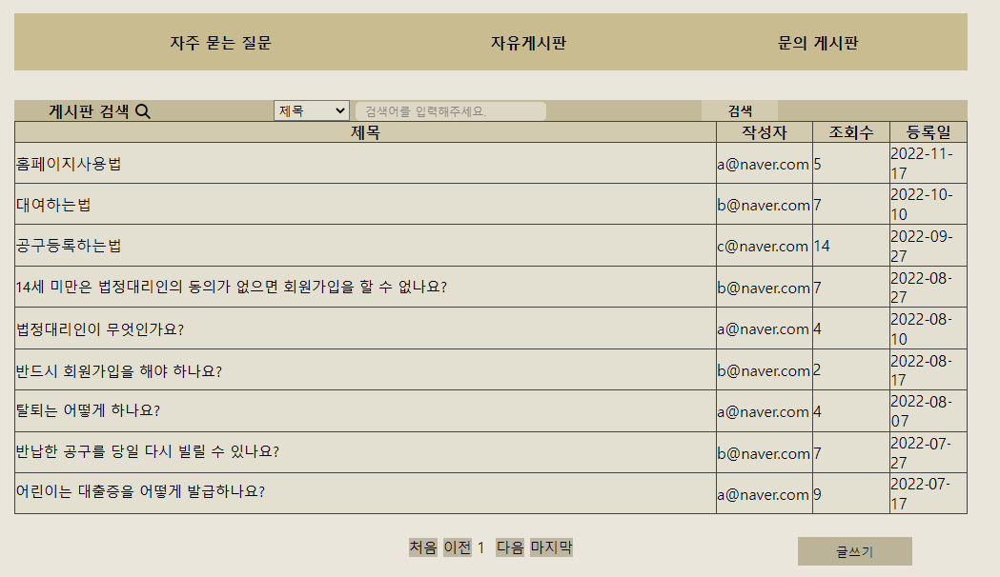 자주 묻는 질문 자유게시판 문의 게시판
게시판 검색 제목 검색어를 입력해주세요. 검색
제목 작성자 조회수 등록일
홈페이지사용법 a@naver.com 5 2022-11-
17
대여하는법 b@naver.com 7 2022-10-
10
공구등록하는법 c@naver.com 14 2022-09-
27
14세 미만은 법정대리인의 동의가 없으면 회원가입을 할 수 없나요? b@naver.com 7 2022-08-
27
법정대리인이 무엇인가요? a@naver.com 4 2022-08-
10
반드시 회원가입을 해야 하나요? b@naver.com 2 2022-08-
17
탈퇴는 어떻게 하나요? a@naver.com 4 2022-08-
07
반납한 공구를 당일 다시 빌릴 수 있나요? b@naver.com 7 2022-07-
27
어린이는 대출증을 어떻게 발급하나요? a@naver.com 9 2022-07-
17
처음 이전 1 다음 마지막 글쓰기